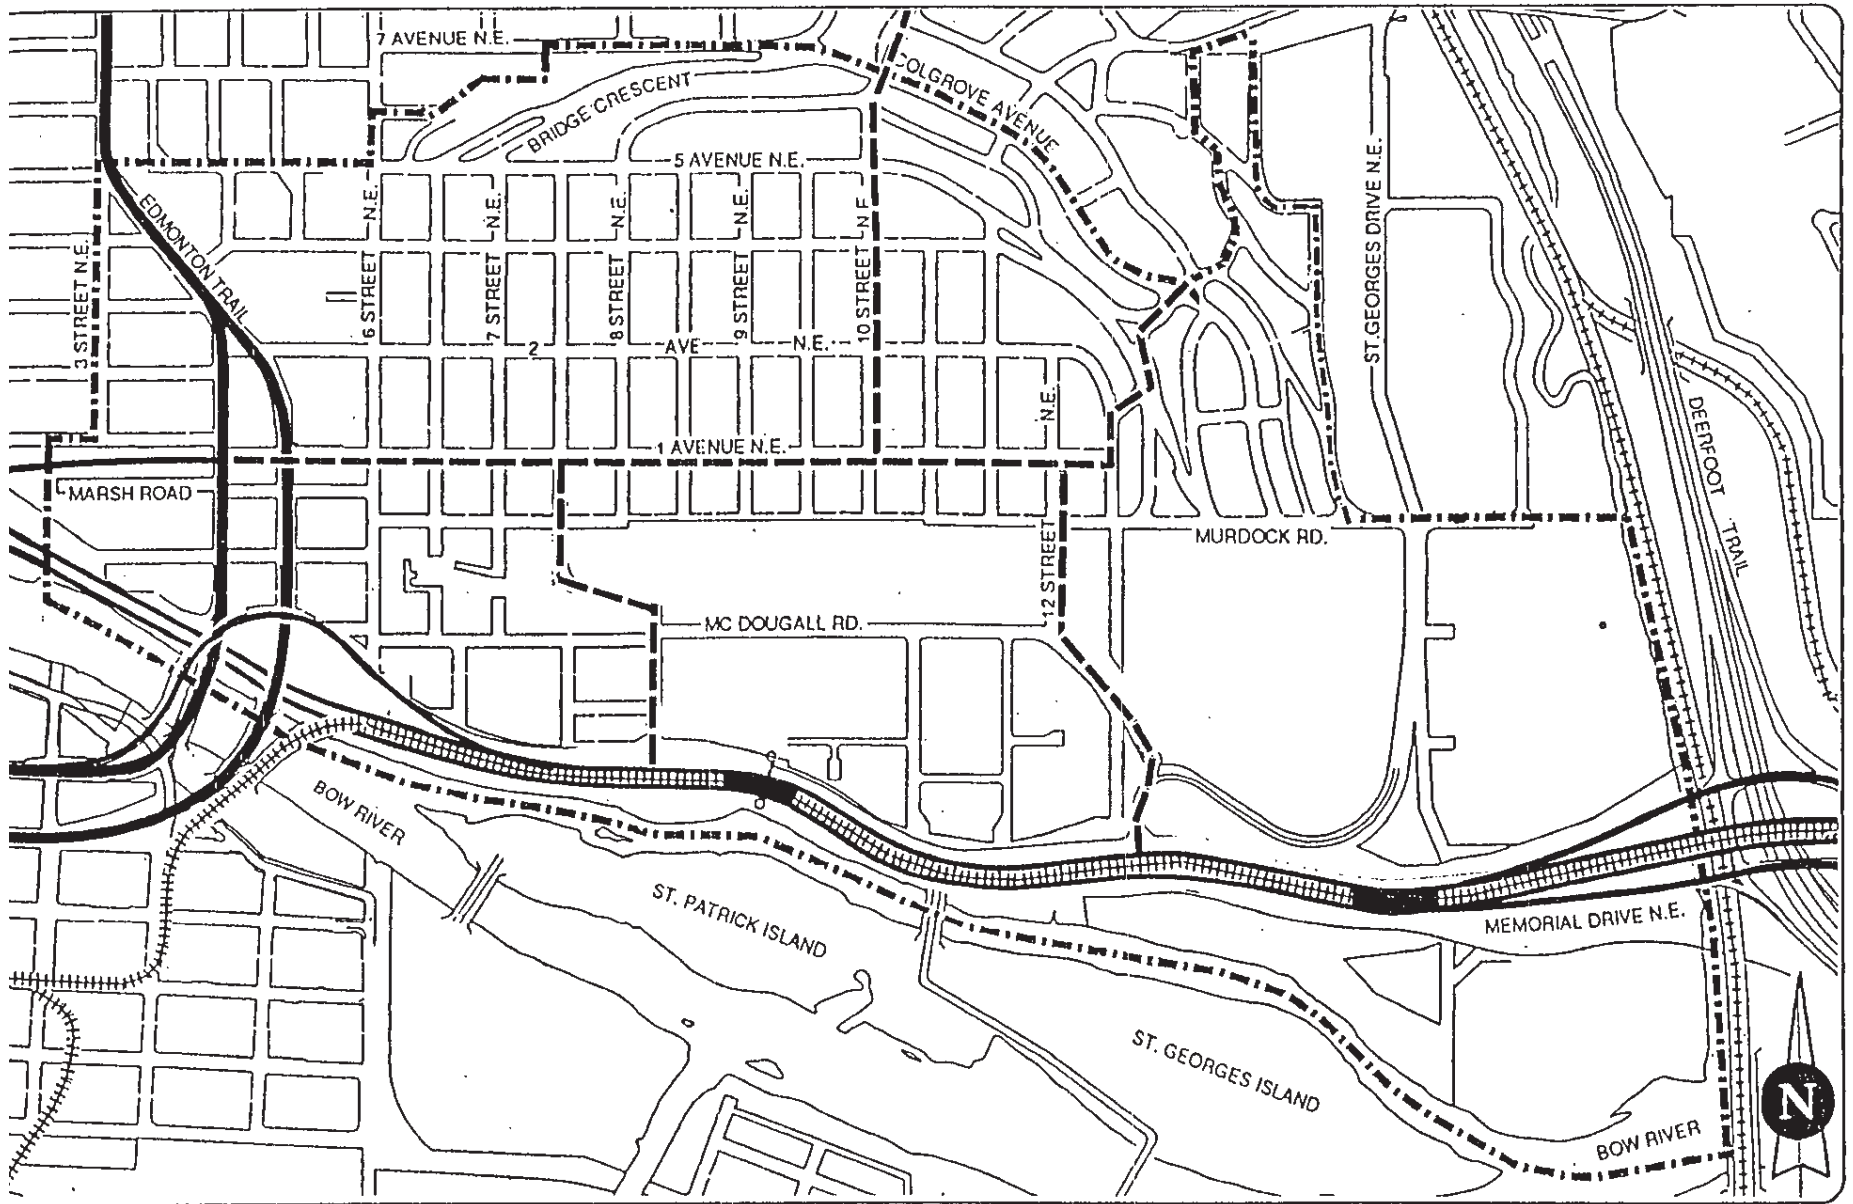 7 AVENUE N.E.
COLGROVE AVENUE
BRIDGE CRESCENT
5 AVENUE N.E.
EDMONTON TRAIL
3 STREET N.E.
6 STREET N.E.
7 STREET N.E.
8 STREET N.E.
9 STREET N.E.
10 STREET N.E.
ST.GEORGES DRIVE N.E.
2 AVE N.E.
12 STREET N.E.
1 AVENUE N.E.
DEERFOOT TRAIL
MARSH ROAD
MURDOCK RD.
MC DOUGALL RD.
BOW RIVER
ST. PATRICK ISLAND
MEMORIAL DRIVE N.E.
ST. GEORGES ISLAND
BOW RIVER
N